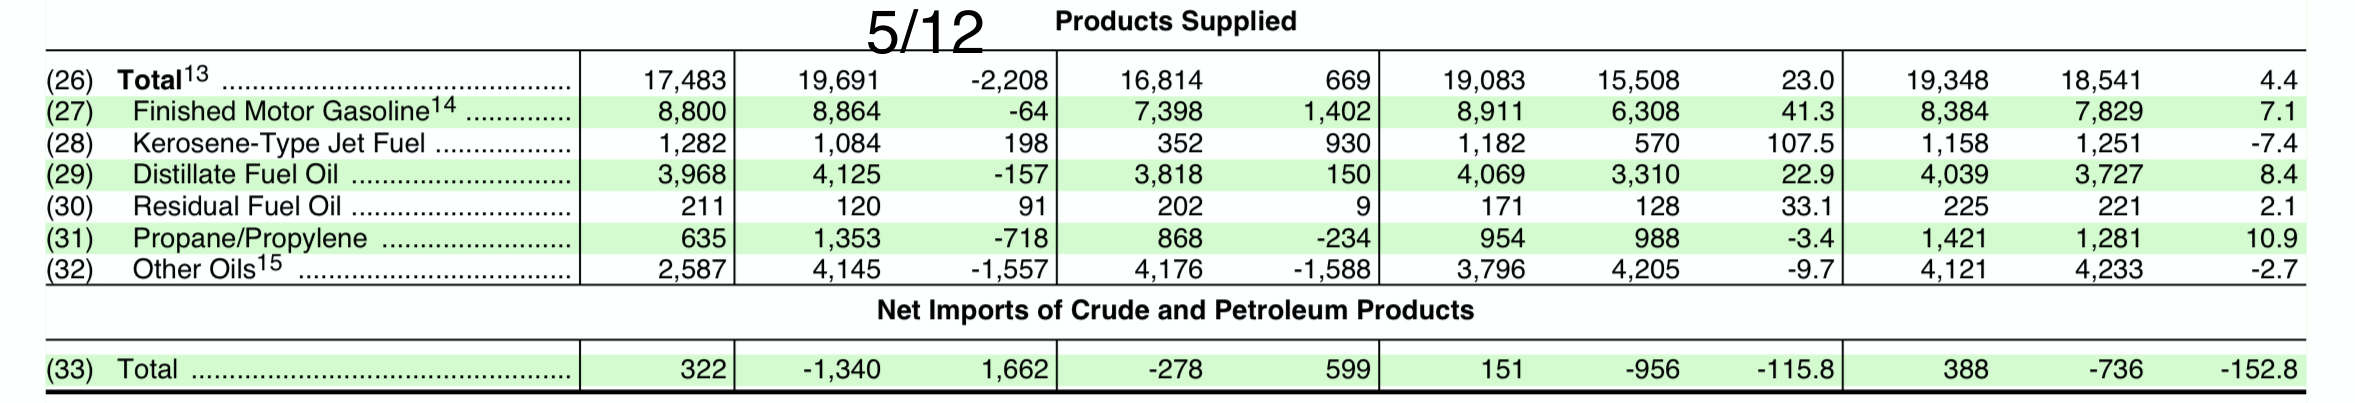 5/12 Products Supplied
(26) Total13 .............................................. 17,483 19,691 -2,208 16,814 669 19,083 15,508 23.0 19,348 18,541 4.4
(27) Finished Motor Gasoline14 .............. 8,800 8,864 -64 7,398 1,402 8,911 6,308 41.3 8,384 7,829 7.1
(28) Kerosene-Type Jet Fuel .................. 1,282 1,084 198 352 930 1,182 570 107.5 1,158 1,251 -7.4
(29) Distillate Fuel Oil ............................. 3,968 4,125 -157 3,818 150 4,069 3,310 22.9 4,039 3,727 8.4
(30) Residual Fuel Oil ............................. 211 120 91 202 9 171 128 33.1 225 221 2.1
(31) Propane/Propylene ......................... 635 1,353 -718 868 -234 954 988 -3.4 1,421 1,281 10.9
(32) Other Oils15 .................................... 2,587 4,145 -1,557 4,176 -1,588 3,796 4,205 -9.7 4,121 4,233 -2.7
Net Imports of Crude and Petroleum Products
(33) Total .................................................. 322 -1,340 1,662 -278 599 151 -956 -115.8 388 -736 -152.8